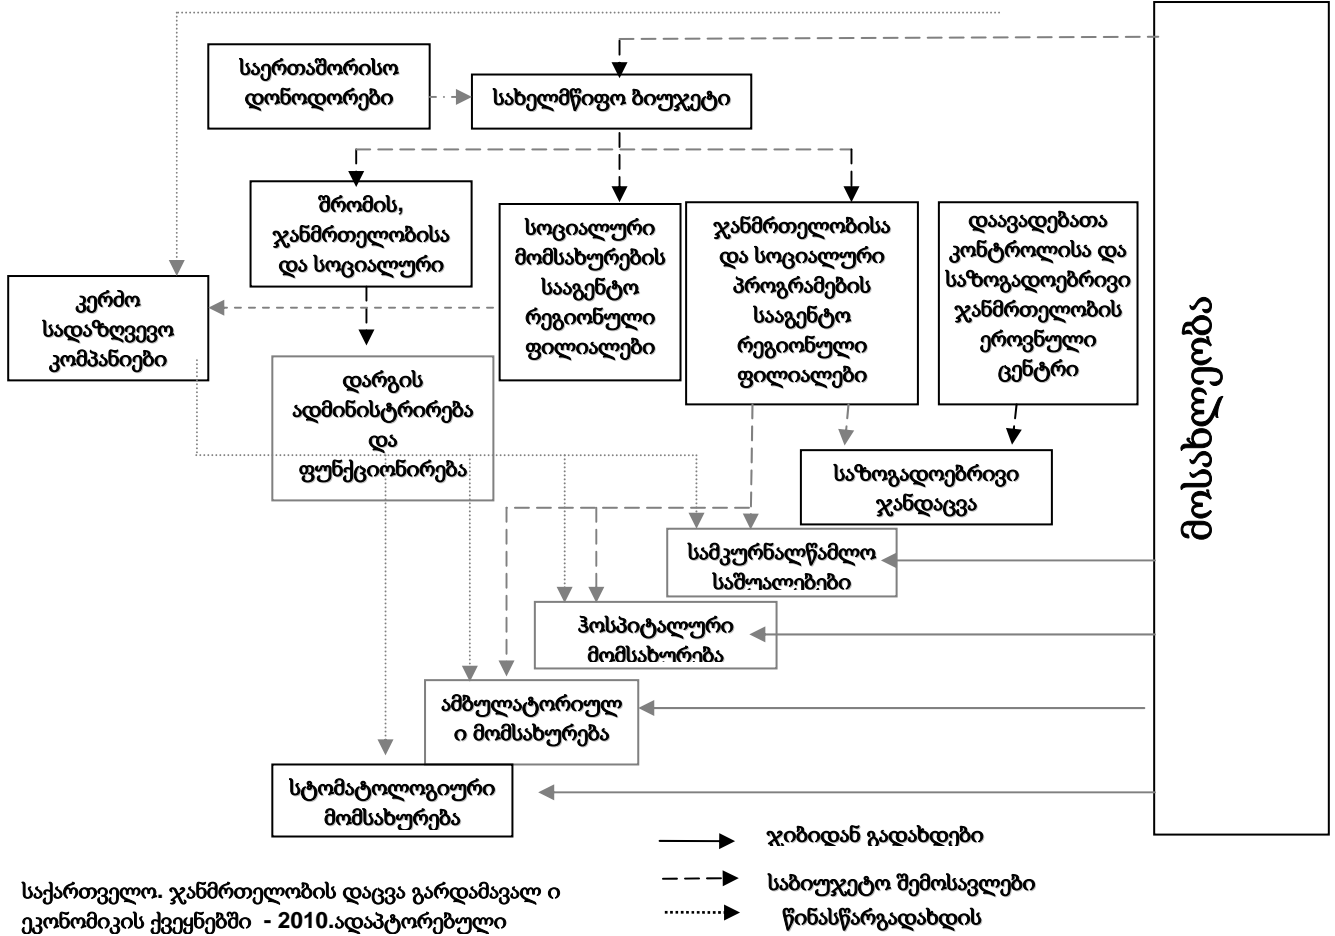 საერთაშორისო
დონოდორები
სახელმწიფო ბიუჯეტი
შრომის,
ჯანმრთელობისა
და სოციალური
სოციალური
მომსახურების
სააგენტო
რეგიონული
ფილიალები
ჯანმრთელობისა
და სოციალური
პროგრამების
სააგენტო
რეგიონული
ფილიალები
დაავადებათა
კონტროლისა და
საზოგადოებრივი
ჯანმრთელობის
ეროვნული
ცენტრი
კერძო
სადაზღვევო
კომპანიები
მოსახლეობა
დარგის
ადმინისტრირება
და
ფუნქციონირება
საზოგადოებრივი
ჯანდაცვა
სამკურნალწამლო
საშუალებები
ჰოსპიტალური
მომსახურება
ამბულატორიულ
ი მომსახურება
სტომატოლოგიური
მომსახურება
ჯიბიდან გადახდები
საბიუჯეტო შემოსავლები
წინასწარგადახდის
საქართველო. ჯანმრთელობის დაცვა გარდამავალ ი
ეკონომიკის ქვეყნებში - 2010.ადაპტორებული